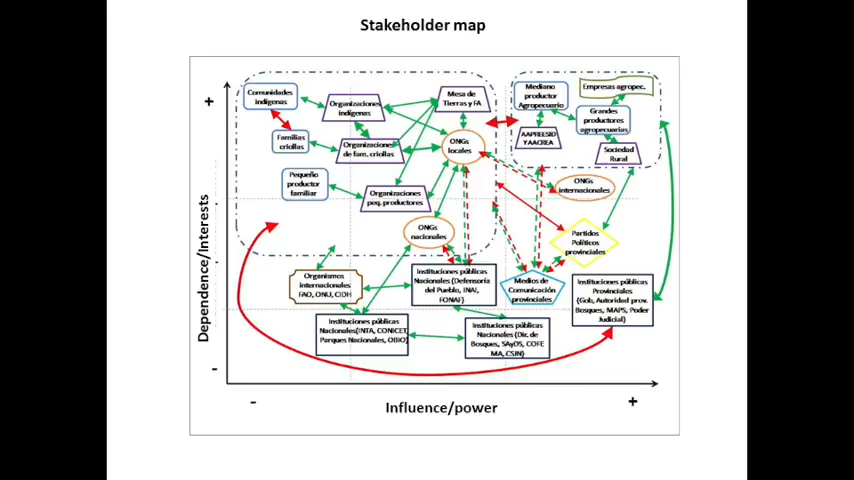 Stakeholder map
Comunidades
indígenas
Organizaciones
indígenas
Mesa de
Tierras y FA
Mediano
productor
Agropecuario
Empresas agropec.
Grandes
productores
agropecuarias
Familias
criollas
Organizaciones
de fam. criollas
ONGs
locales
AAPRELSID
YAACREA
Sociedad
Rural
Pequeño
productor
familiar
Organizaciones
peq. productores
ONGs
internacionales
ONGs
nacionales
Partidos
Políticos
provinciales
Organismos
internacionales
FAO, ONU, CIDH
Instituciones públicas
Nacionales (Defensoría
del Pueblo, INAI,
FONAF)
Medios de
Comunicación
provinciales
Instituciones públicas
Provinciales
(Gob, Autoridad prov.
Bosques, MAPS, Poder
Judicial)
Instituciones públicas
Nacionales(INTA, CONICET,
Parques Nacionales, OBIO)
Instituciones públicas
Nacionales (Dir. de
Bosques, SAyDS, COFE
MA, CSJN)
+
Dependence/Interests
-
-
Influence/power
+